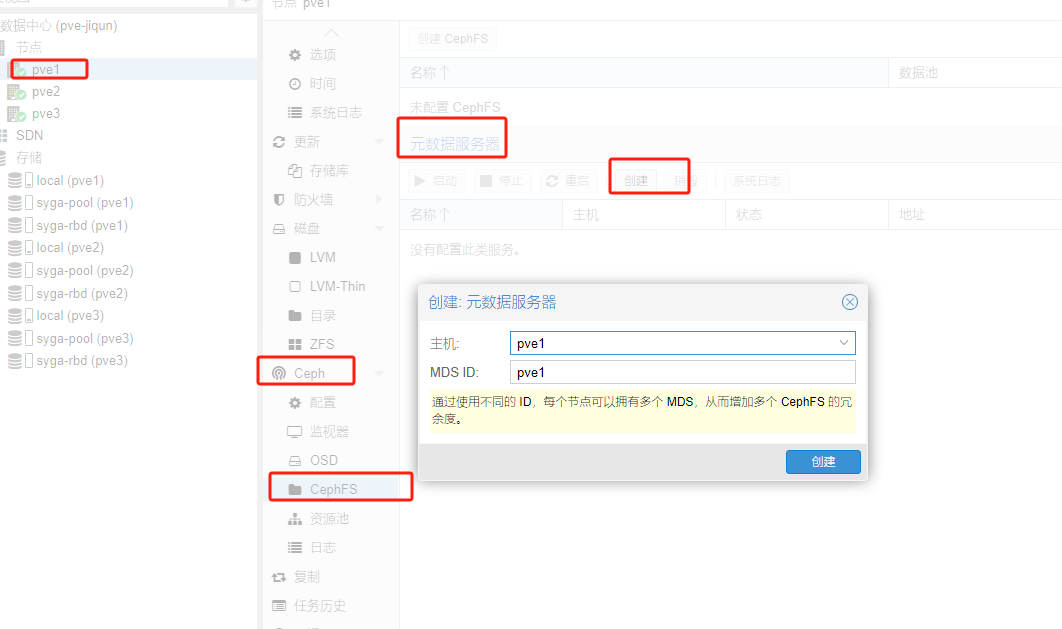 节点 pve1
数据中心 (pve-jiqun)
节点
pve1
pve2
pve3
SDN
存储
local (pve1)
syga-pool (pve1)
syga-rbd (pve1)
local (pve2)
syga-pool (pve2)
syga-rbd (pve2)
local (pve3)
syga-pool (pve3)
syga-rbd (pve3)
选项
时间
系统日志
更新
存储库
防火墙
磁盘
LVM
LVM-Thin
目录
ZFS
Ceph
配置
监视器
OSD
CephFS
资源池
日志
复制
任务历史
创建 CephFS
名称 数据池
未配置 CephFS
元数据服务器
启动 停止 重启 创建 销毁 系统日志
名称 主机 状态 地址
没有配置此类服务。
创建: 元数据服务器
主机: pve1
MDS ID: pve1
通过使用不同的 ID，每个节点可以拥有多个 MDS，从而增加多个 CephFS 的冗
余度。
创建